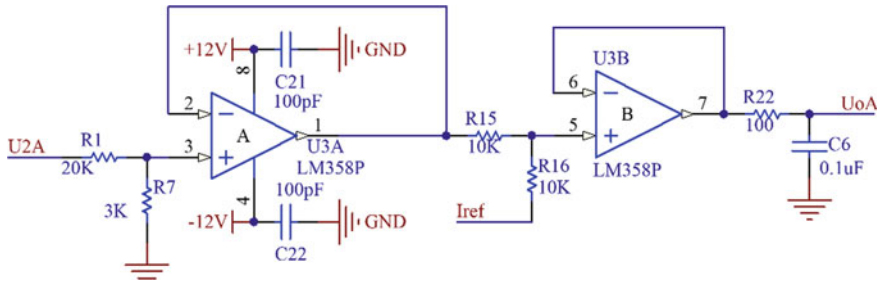 +12V
8
C21
100pF
GND
2
A
1
U3A
LM358P
U2A
R1
20K
3
R7
3K
100pF
4
-12V
C22
GND
R15
10K
R16
10K
Iref
U3B
6
B
7
5
LM358P
R22
100
UoA
C6
0.1uF